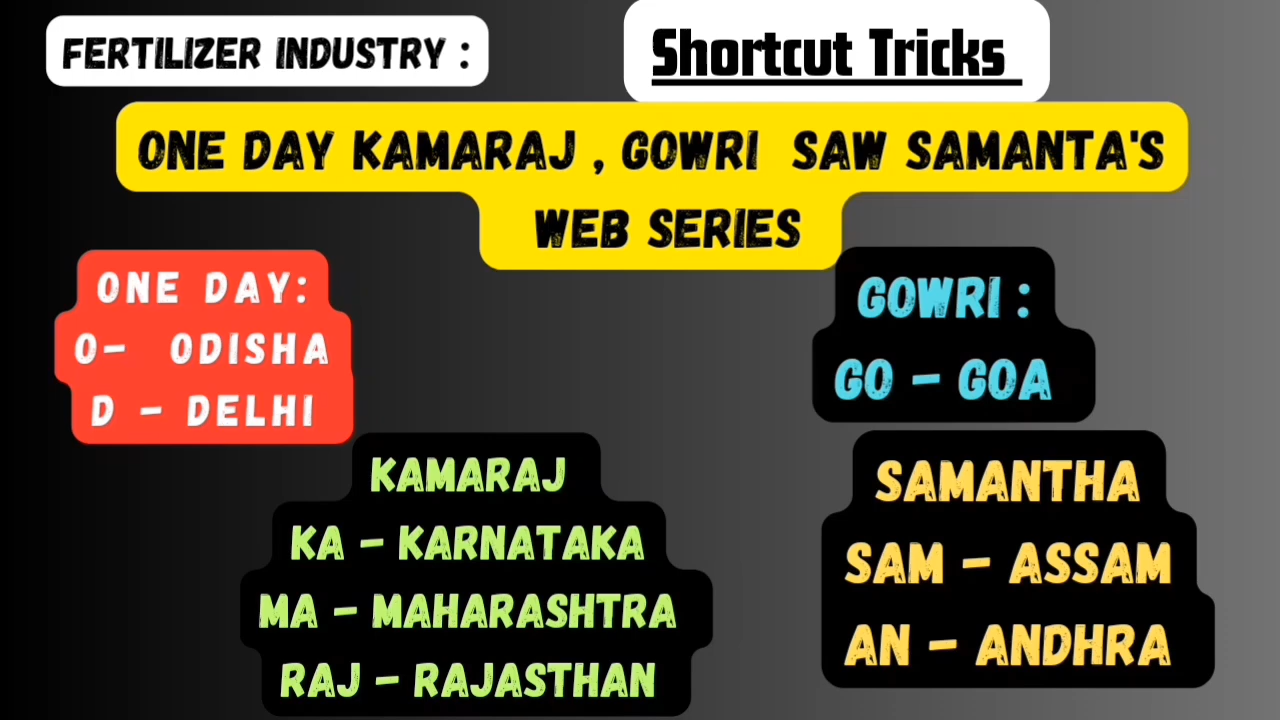 FERTILIZER INDUSTRY :
Shortcut Tricks
ONE DAY KAMARAJ , GOWRI SAW SAMANTA'S
WEB SERIES
ONE DAY:
O- ODISHA
D - DELHI
GOWRI :
GO - GOA
KAMARAJ
KA - KARNATAKA
MA - MAHARASHTRA
RAJ - RAJASTHAN
SAMANTHA
SAM - ASSAM
AN - ANDHRA